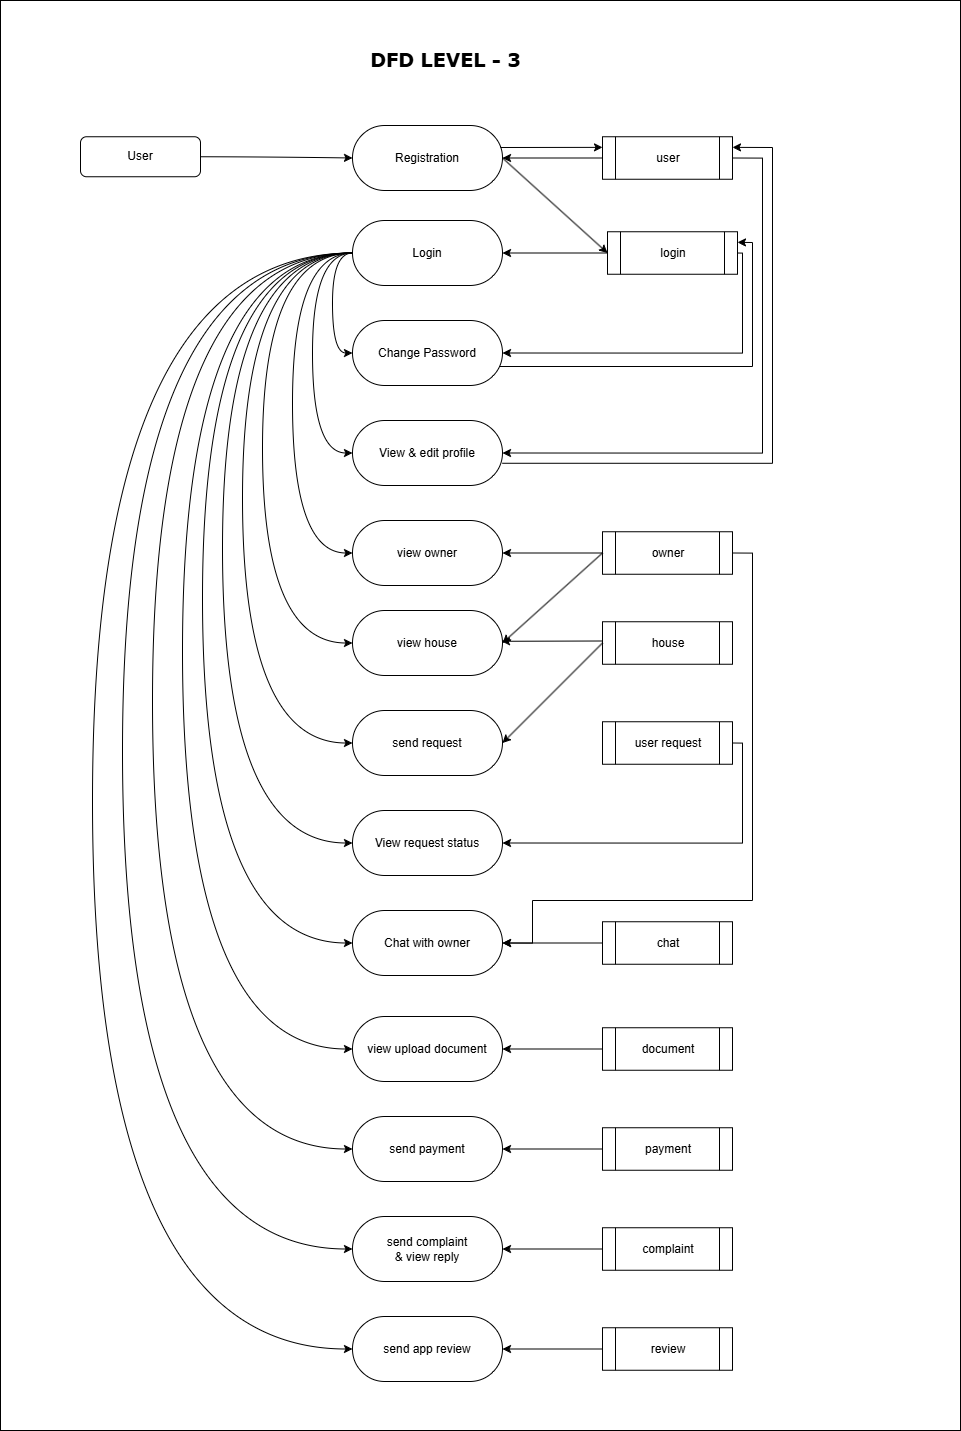 DFD LEVEL - 3
User
Registration
user
Login
login
Change Password
View & edit profile
view owner
owner
view house
house
send request
user request
View request status
Chat with owner
chat
view upload document
document
send payment
payment
send complaint
& view reply
complaint
send app review
review